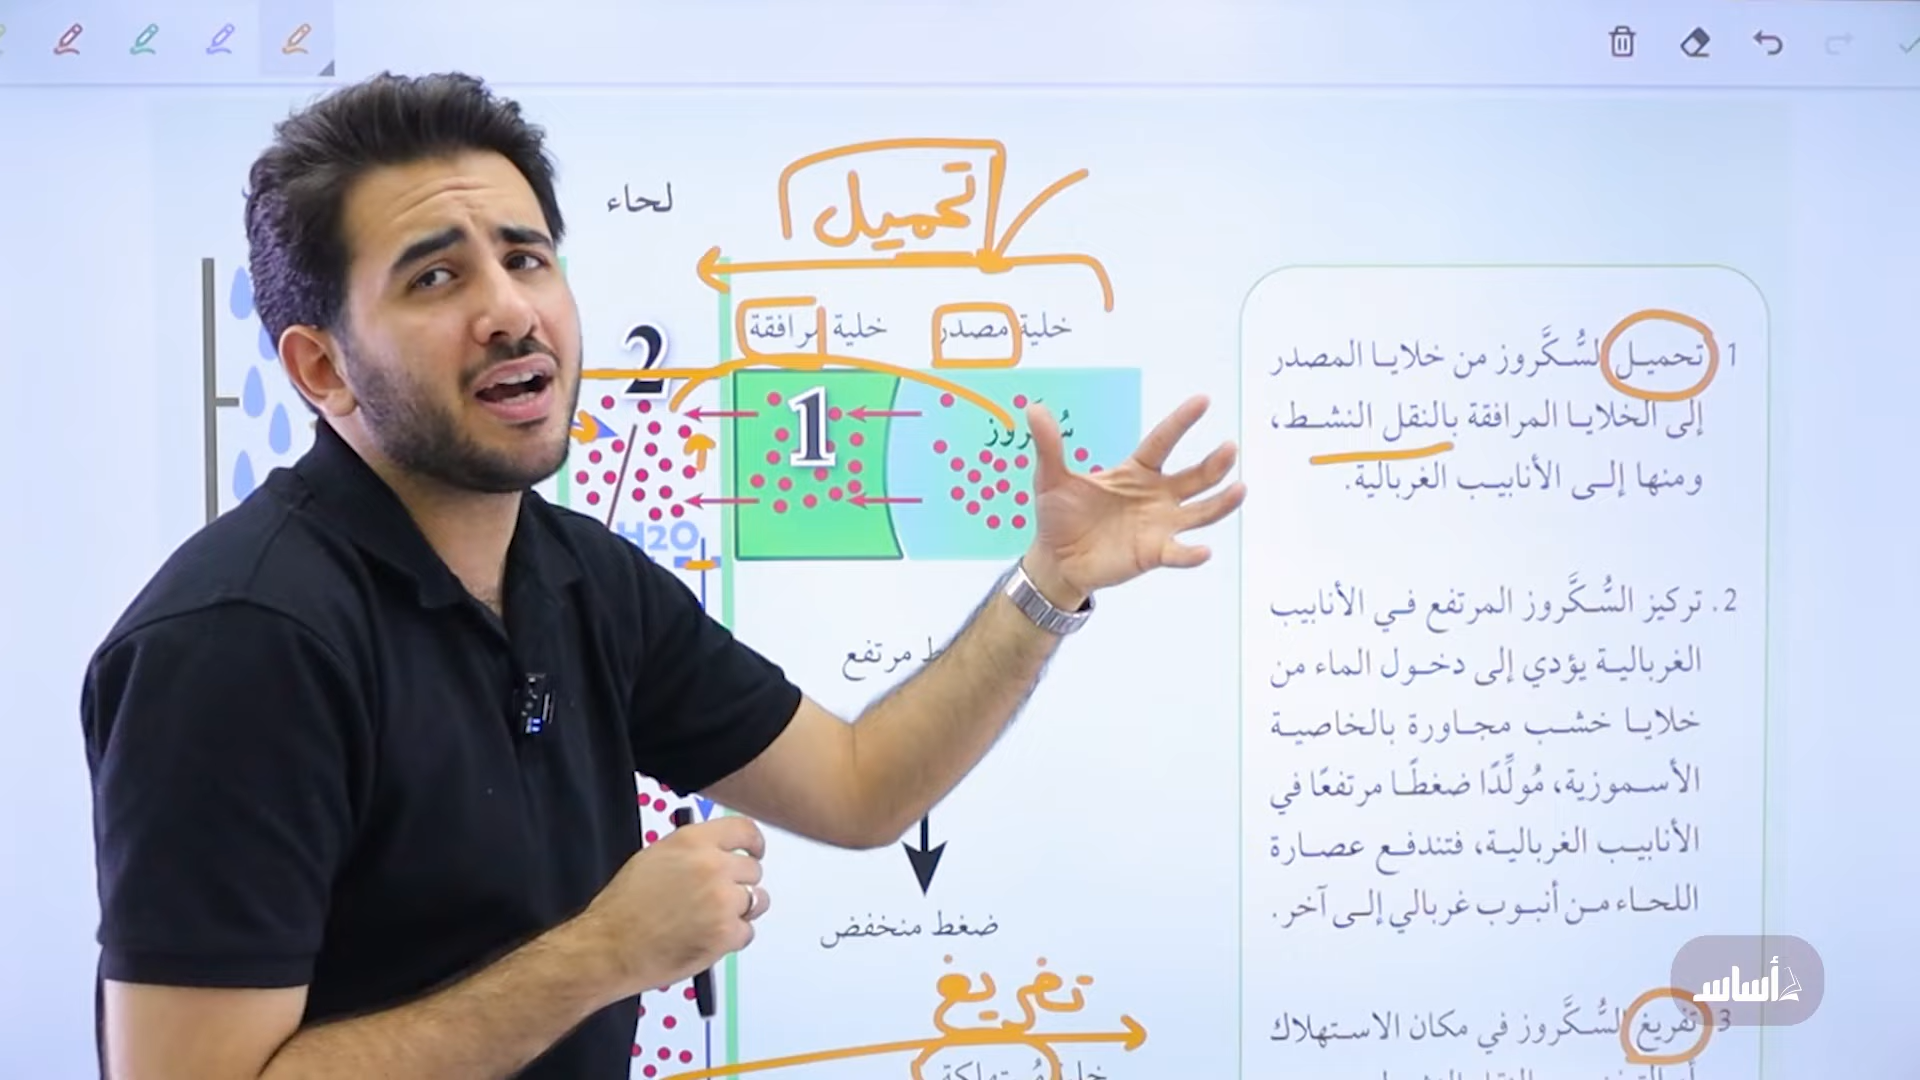 لحاء
تحميل
خلية مصدر
خلية مرافقة
2
1
H2O
مرتفع
ضغط منخفض
تفريغ
1 تحميل السُّكَّروز من خلايا المصدر
إلى الخلايا المرافقة بالنقل النشط،
ومنها إلى الأنابيب الغربالية.
2. تركيز السُّكَّروز المرتفع في الأنابيب
الغربالية يؤدي إلى دخول الماء من
خلايا خشب مجاورة بالخاصية
الأسموزية، مُولِّدًا ضغطًا مرتفعًا في
الأنابيب الغربالية، فتندفع عصارة
اللحاء من أنبوب غربالي إلى آخر.
3 تفريغ السُّكَّروز في مكان الاستهلاك
أساس